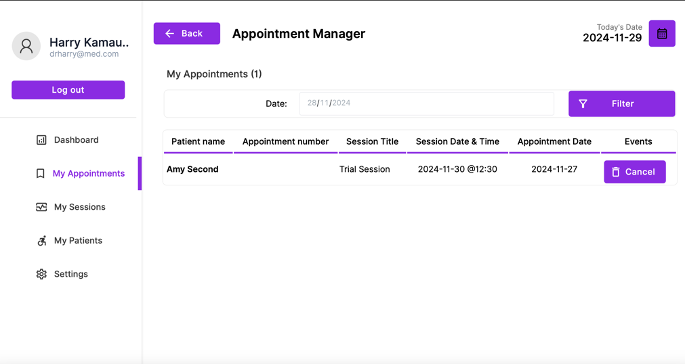 Harry Kamau..
drharry@med.com
Log out
Dashboard
My Appointments
My Sessions
My Patients
Settings
Back
Appointment Manager
Today's Date
2024-11-29
My Appointments (1)
Date: 28/11/2024 Filter
Patient name Appointment number Session Title Session Date & Time Appointment Date Events
Amy Second Trial Session 2024-11-30 @12:30 2024-11-27 Cancel